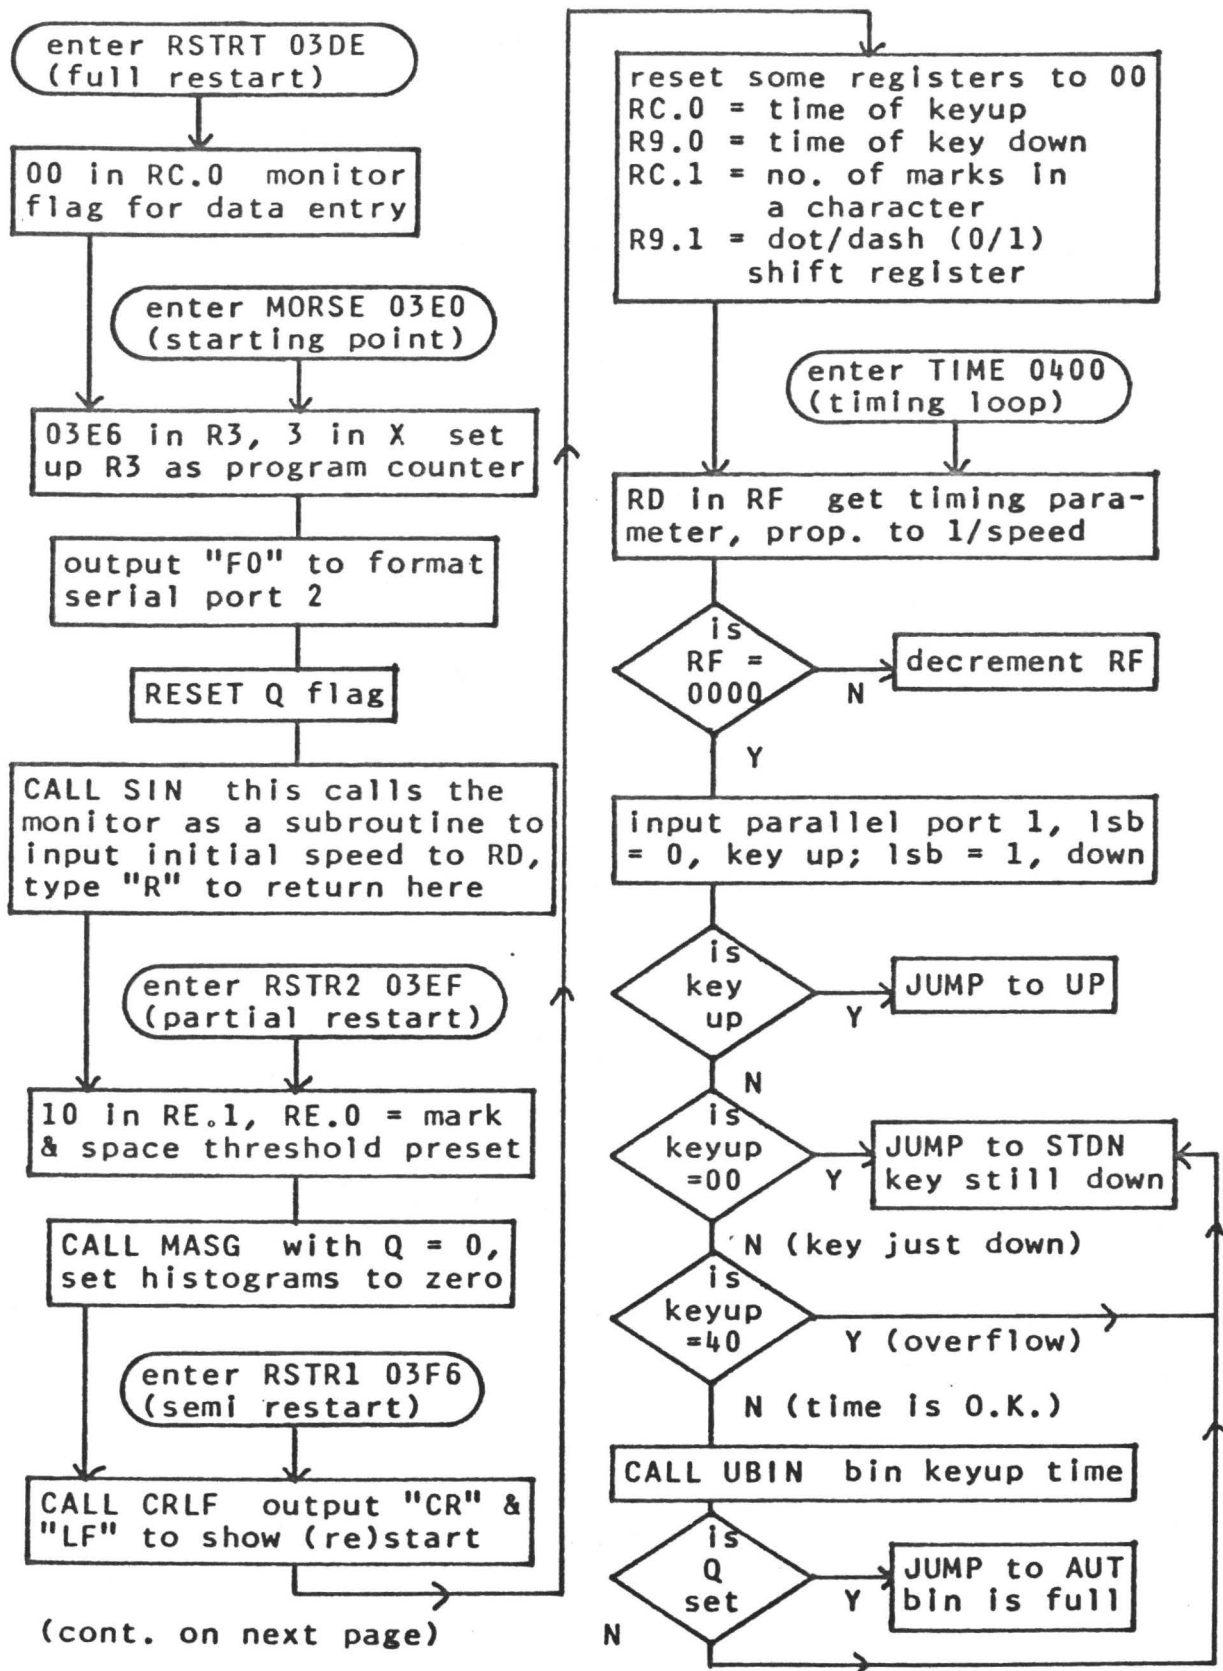 enter RSTRT 03DE
(full restart)
00 in RC.0 monitor
flag for data entry
enter MORSE 03E0
(starting point)
03E6 in R3, 3 in X set
up R3 as program counter
output "F0" to format
serial port 2
RESET Q flag
CALL SIN this calls the
monitor as a subroutine to
input initial speed to RD,
type "R" to return here
enter RSTR2 03EF
(partial restart)
10 in RE.1, RE.0 = mark
& space threshold preset
CALL MASG with Q = 0,
set histograms to zero
enter RSTR1 03F6
(semi restart)
CALL CRLF output "CR" &
"LF" to show (re)start
(cont. on next page)
reset some registers to 00
RC.0 = time of keyup
R9.0 = time of key down
RC.1 = no. of marks in
a character
R9.1 = dot/dash (0/1)
shift register
enter TIME 0400
(timing loop)
RD in RF get timing para-
meter, prop. to 1/speed
is
RF =
0000
N
decrement RF
Y
input parallel port 1, lsb
= 0, key up; lsb = 1, down
is
key
up
Y
JUMP to UP
N
is
keyup
=00
Y
JUMP to STDN
key still down
N (key just down)
is
keyup
=40
Y (overflow)
N (time is O.K.)
CALL UBIN bin keyup time
is
Q
set
Y
JUMP to AUT
bin is full
N